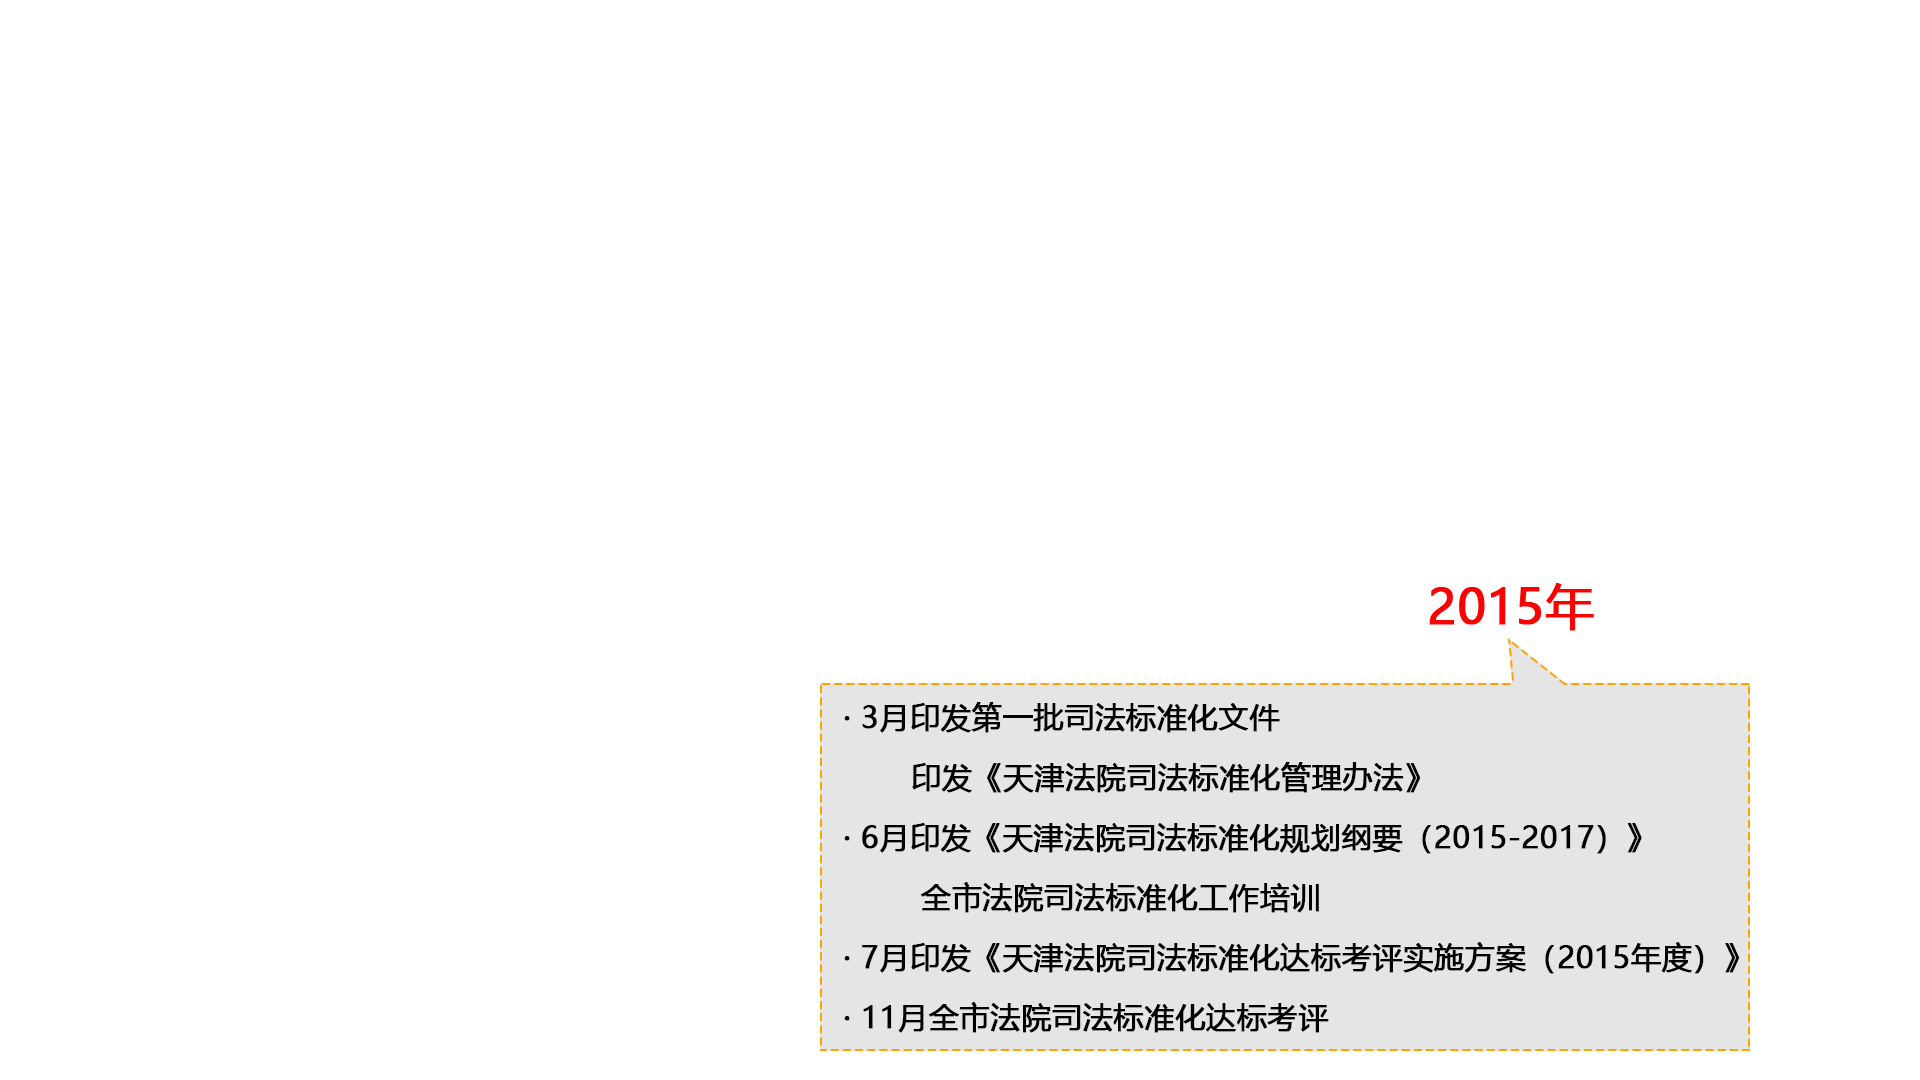 2015年
· 3月印发第一批司法标准化文件
印发《天津法院司法标准化管理办法》
· 6月印发《天津法院司法标准化规划纲要（2015-2017）》
全市法院司法标准化工作培训
· 7月印发《天津法院司法标准化达标考评实施方案（2015年度）》
· 11月全市法院司法标准化达标考评